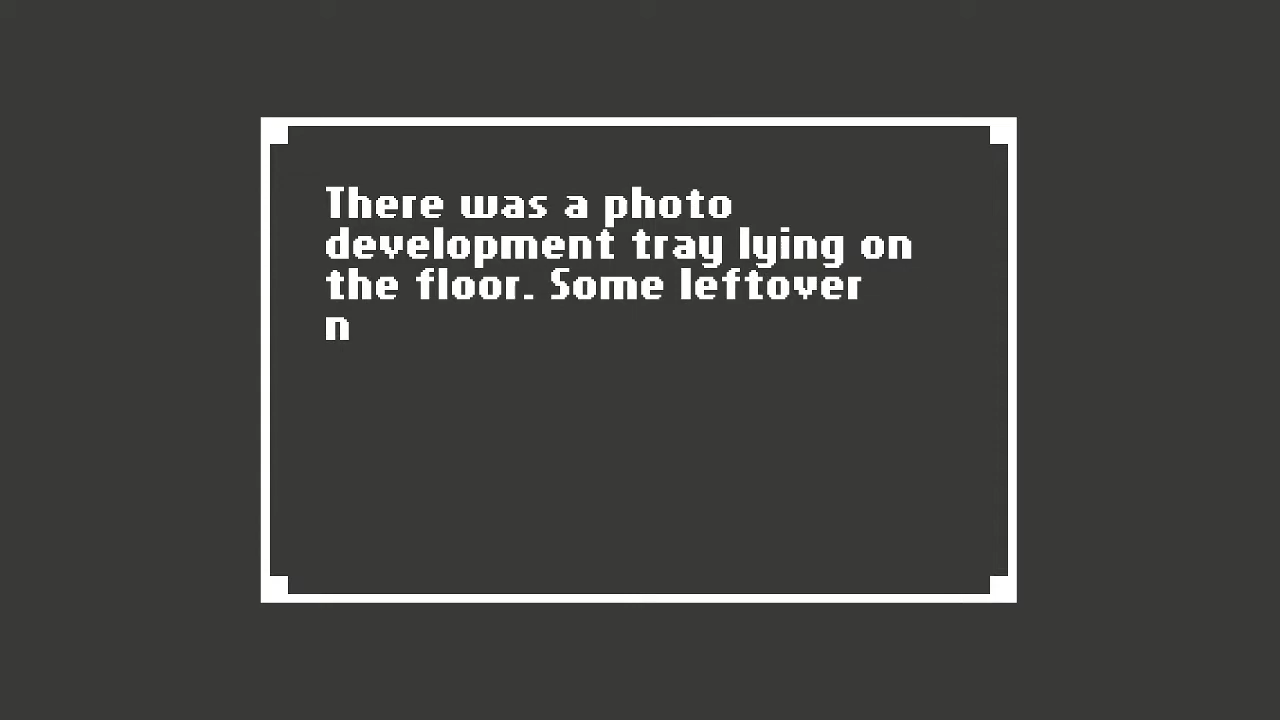 There was a photo
development tray lying on
the floor. Some leftover
n